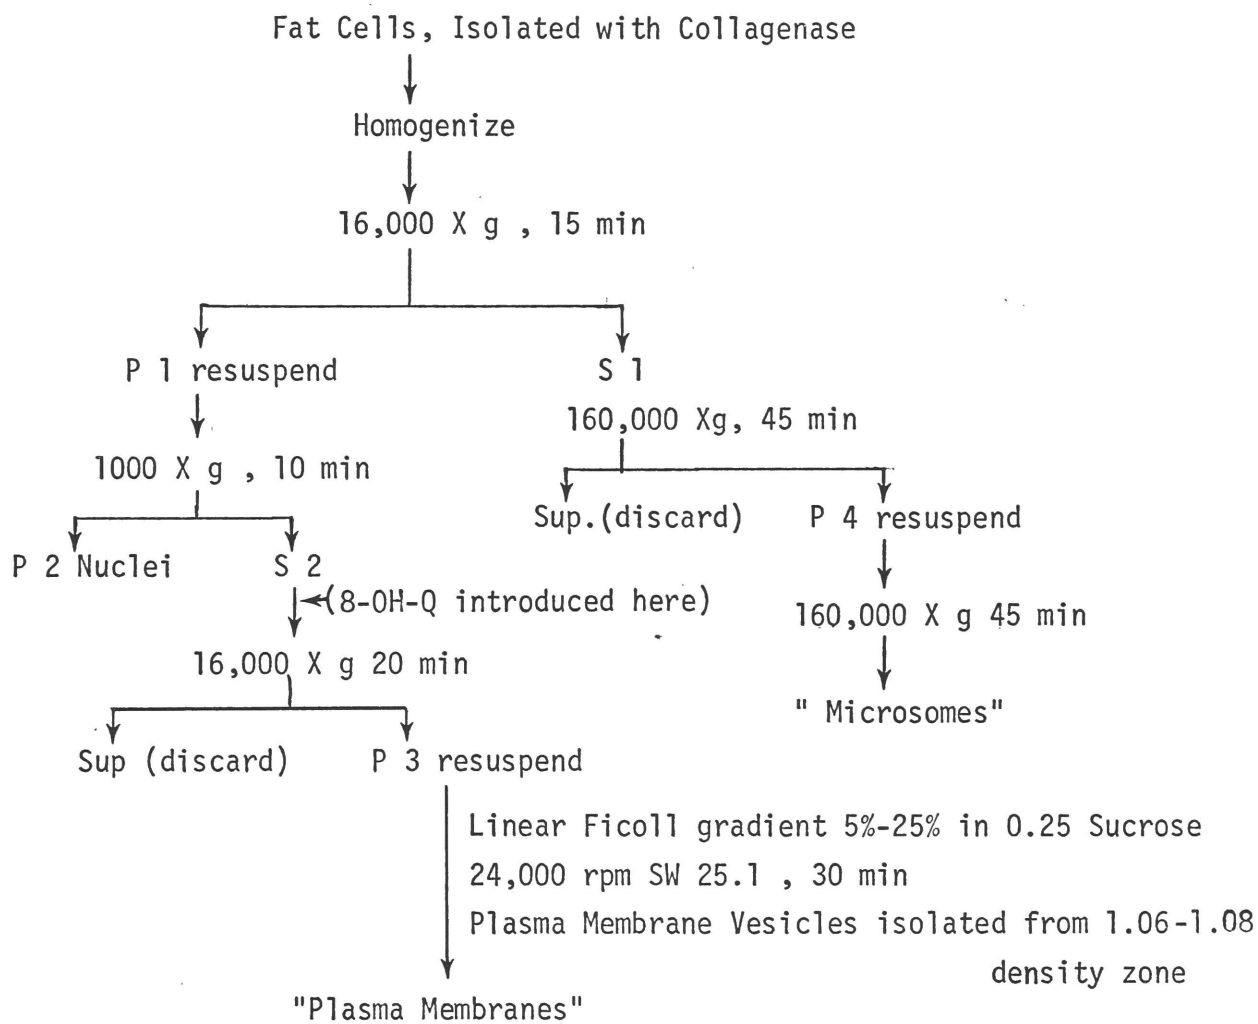 Fat Cells, Isolated with Collagenase
Homogenize
16,000 X g , 15 min
P 1 resuspend
S 1
160,000 Xg, 45 min
1000 X g , 10 min
Sup.(discard)
P 4 resuspend
P 2 Nuclei
S 2
(8-OH-Q introduced here)
160,000 X g 45 min
16,000 X g 20 min
" Microsomes"
Sup (discard)
P 3 resuspend
Linear Ficoll gradient 5%-25% in 0.25 Sucrose
24,000 rpm SW 25.1 , 30 min
Plasma Membrane Vesicles isolated from 1.06-1.08
density zone
"Plasma Membranes"